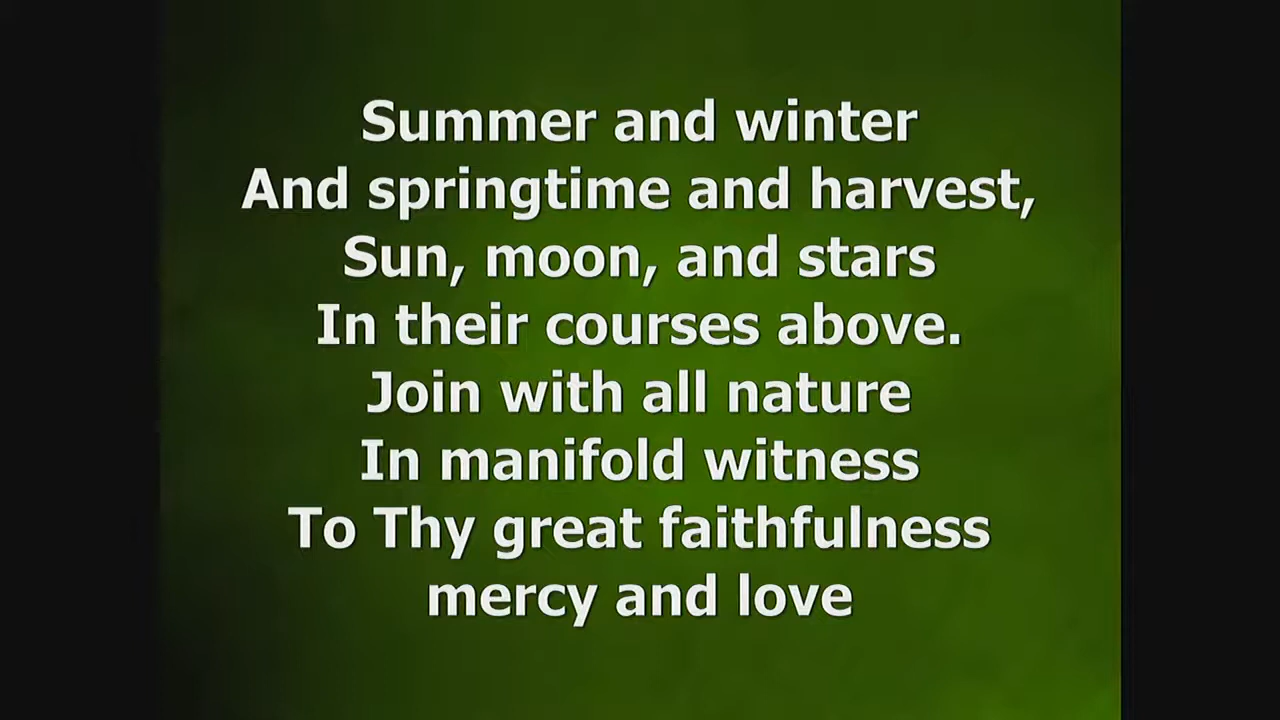 Summer and winter
And springtime and harvest,
Sun, moon, and stars
In their courses above.
Join with all nature
In manifold witness
To Thy great faithfulness
mercy and love